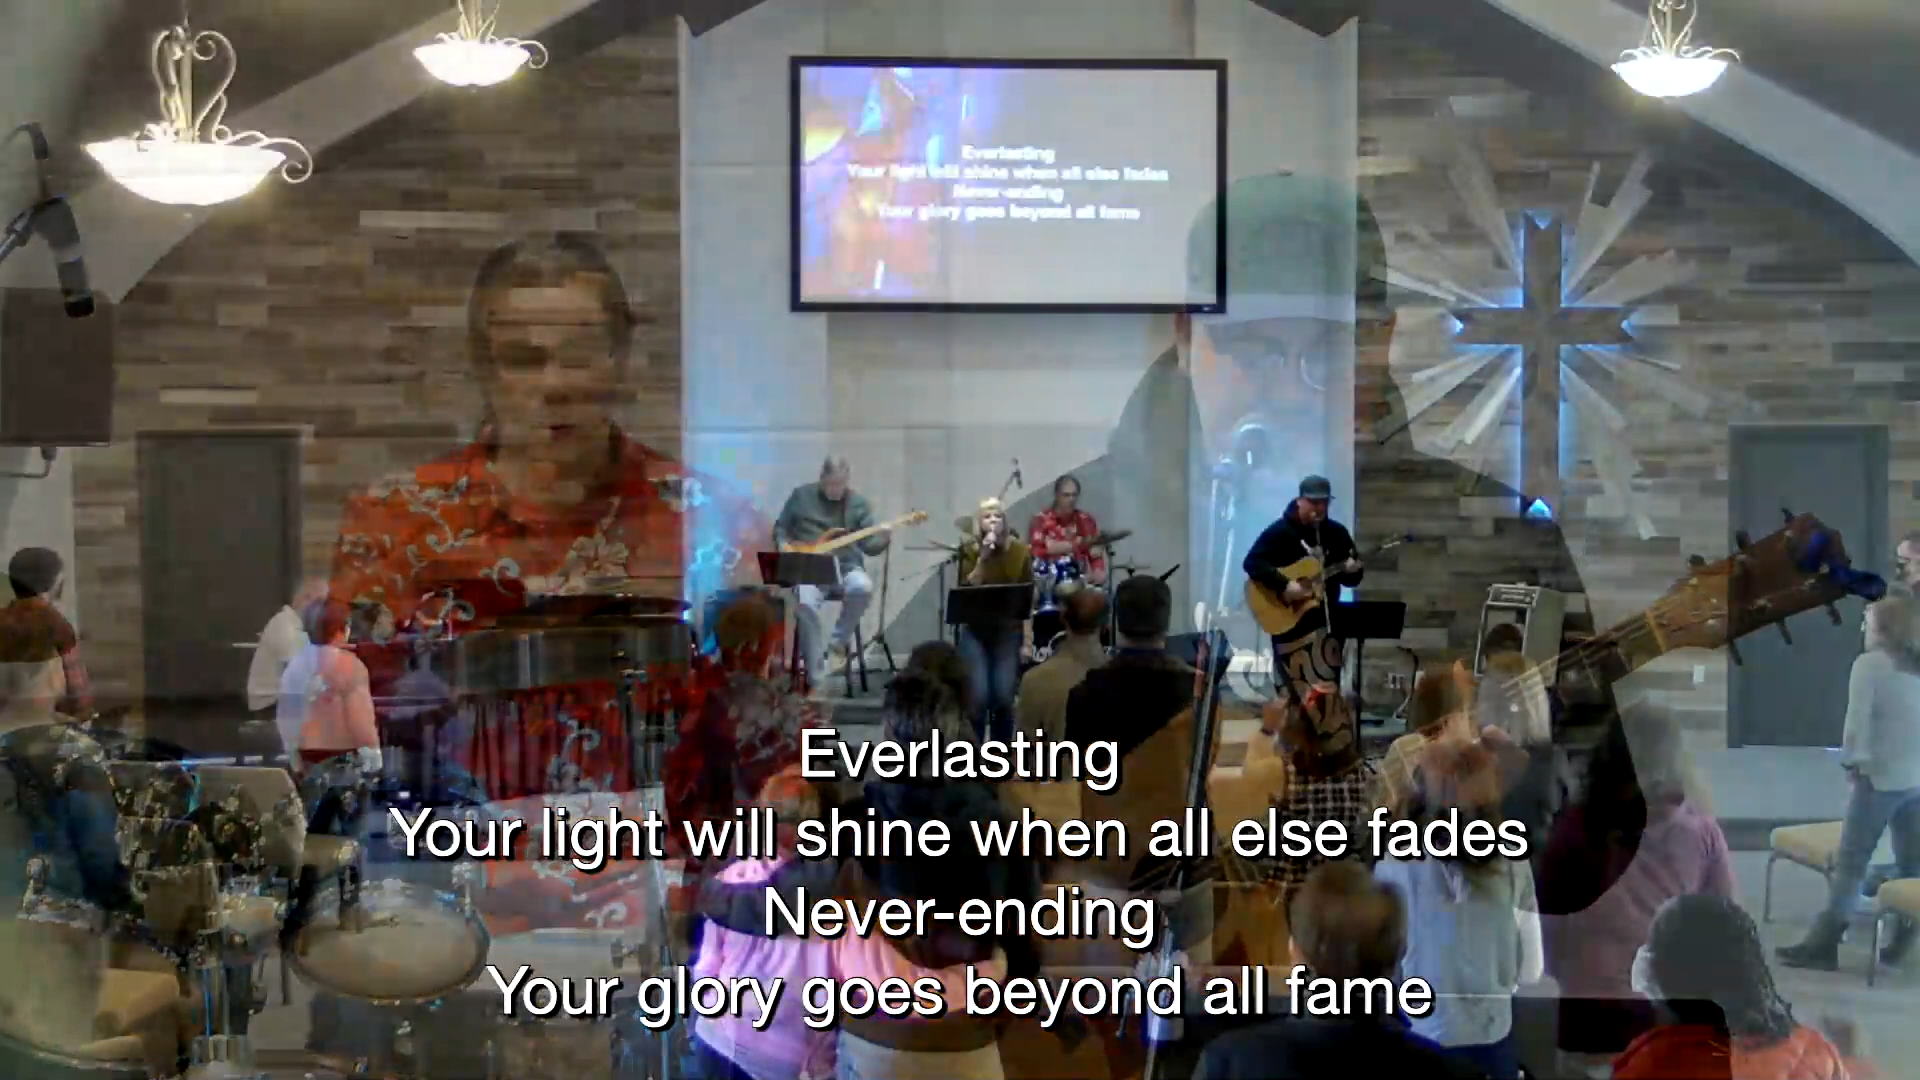 Everlasting
Your light will shine when all else fades
Never-ending
Your glory goes beyond all fame
Everlasting
Your light will shine when all else fades
Never-ending
Your glory goes beyond all fame